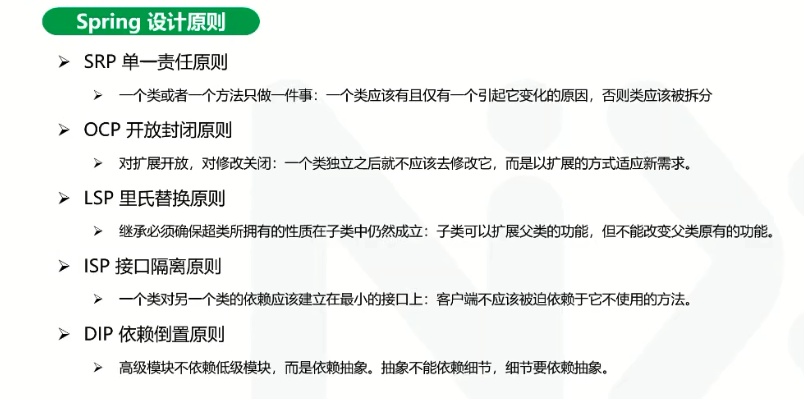 Spring 设计原则
SRP 单一责任原则
一个类或者一个方法只做一件事：一个类应该有且仅有一个引起它变化的原因，否则类应该被拆分
OCP 开放封闭原则
对扩展开放，对修改关闭：一个类独立之后就不应该去修改它，而是以扩展的方式适应新需求。
LSP 里氏替换原则
继承必须确保超类所拥有的性质在子类中仍然成立：子类可以扩展父类的功能，但不能改变父类原有的功能。
ISP 接口隔离原则
一个类对另一个类的依赖应该建立在最小的接口上：客户端不应该被迫依赖于它不使用的方法。
DIP 依赖倒置原则
高级模块不依赖低级模块，而是依赖抽象。抽象不能依赖细节，细节要依赖抽象。